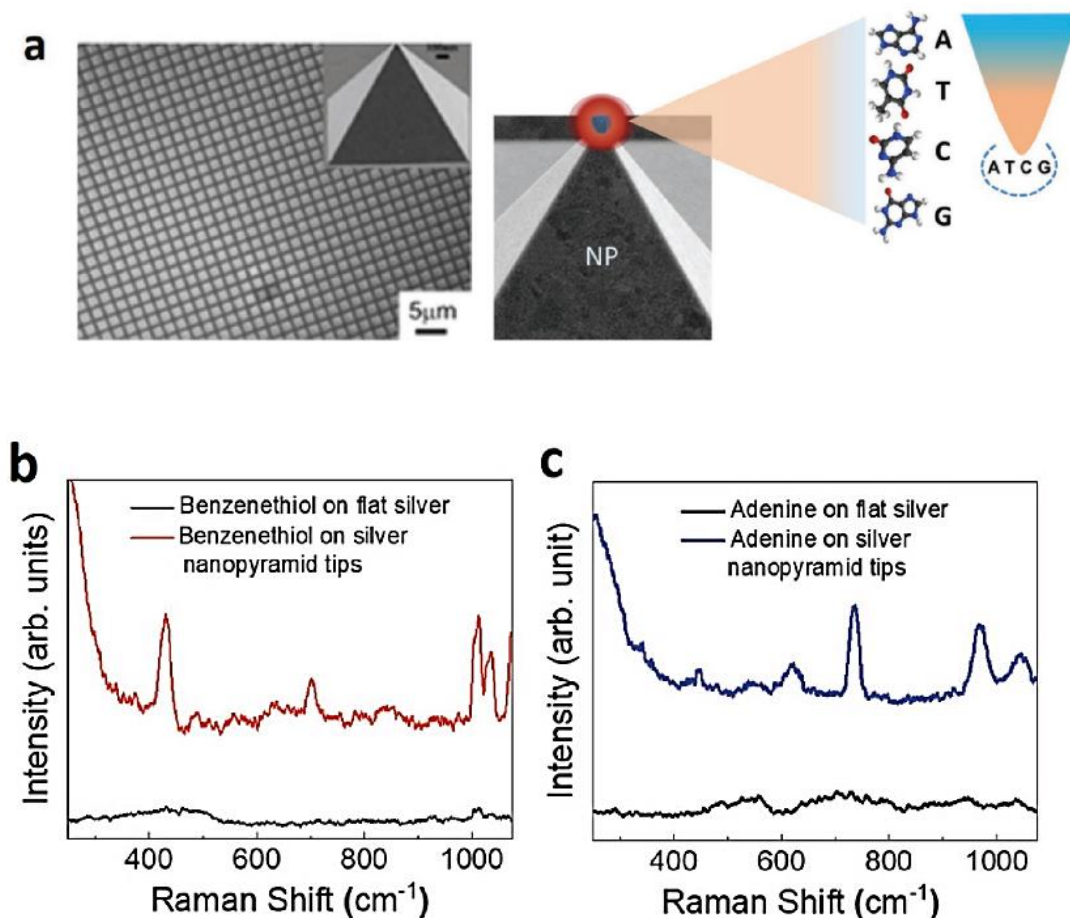 a
5μm
NP
A
T
C
G
A T C G
b
Benzenethiol on flat silver
Benzenethiol on silver
nanopyramid tips
Intensity (arb. units)
400 600 800 1000
Raman Shift (cm⁻¹)
c
Adenine on flat silver
Adenine on silver
nanopyramid tips
Intensity (arb. unit)
400 600 800 1000
Raman Shift (cm⁻¹)